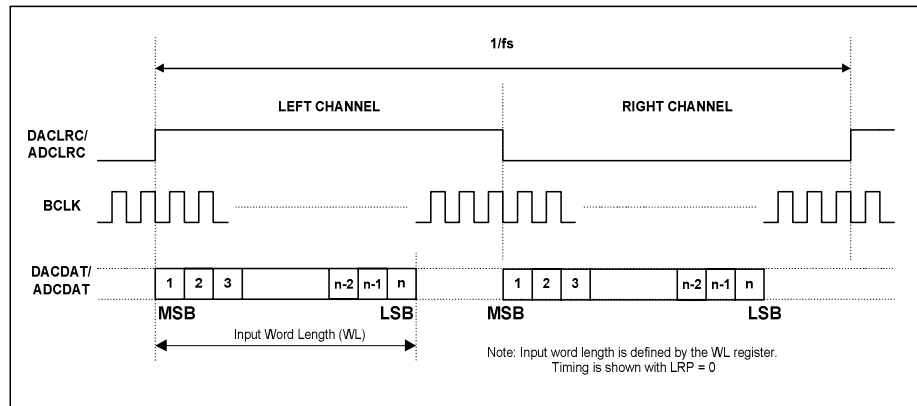 1/fs
LEFT CHANNEL
RIGHT CHANNEL
DACLRC/
ADCLRC
BCLK
DACDAT/
ADCDAT
1 2 3 n-2 n-1 n 1 2 3 n-2 n-1 n
MSB LSB MSB LSB
Input Word Length (WL)
Note: Input word length is defined by the WL register.
Timing is shown with LRP = 0